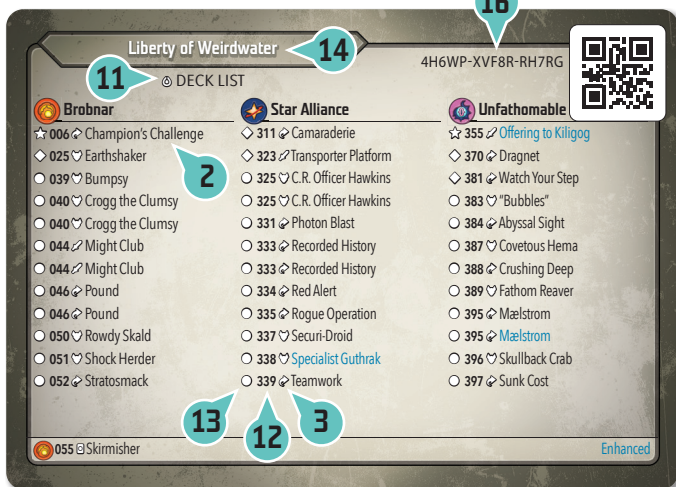 16
Liberty of Weirdwater
14
4H6WP-XVF8R-RH7RG
11
DECK LIST
Brobnar
006 Champion's Challenge
025 Earthshaker
2
039 Bumpsy
040 Crogg the Clumsy
040 Crogg the Clumsy
044 Might Club
044 Might Club
046 Pound
046 Pound
050 Rowdy Skald
051 Shock Herder
052 Stratosmack
Star Alliance
311 Camaraderie
323 Transporter Platform
325 C.R. Officer Hawkins
325 C.R. Officer Hawkins
331 Photon Blast
333 Recorded History
333 Recorded History
334 Red Alert
335 Rogue Operation
337 Securi-Droid
338 Specialist Guthrak
339 Teamwork
13
12
3
Unfathomable
355 Offering to Kiligog
370 Dragnet
381 Watch Your Step
383 "Bubbles"
384 Abyssal Sight
387 Covetous Hema
388 Crushing Deep
389 Fathom Reaver
395 Mælstrom
395 Mælstrom
396 Skullback Crab
397 Sunk Cost
055 Skirmisher
Enhanced